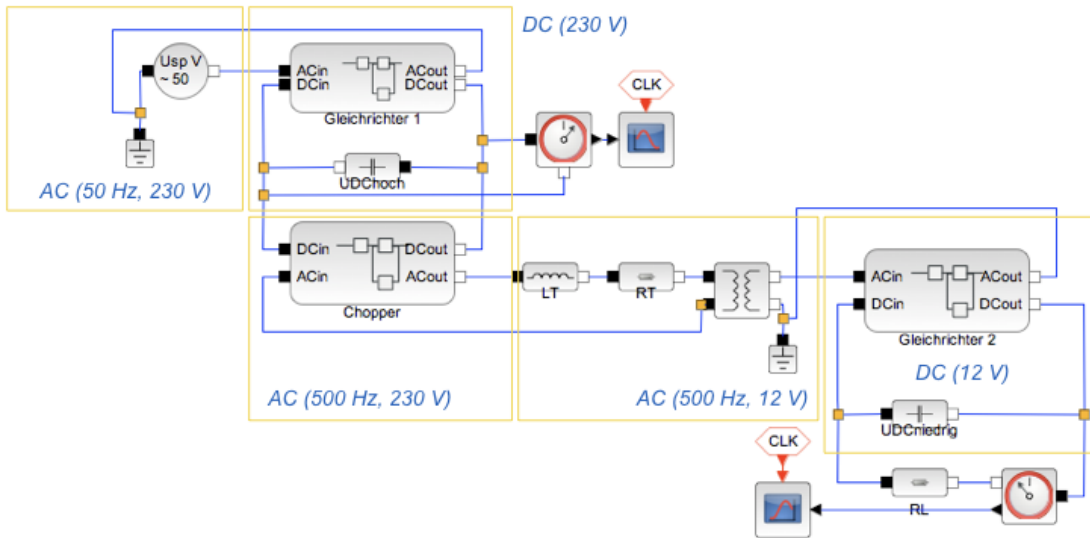 DC (230 V)
Usp V
~ 50
ACin
DCin
ACout
DCout
Gleichrichter 1
CLK
UDChoch
AC (50 Hz, 230 V)
DCin
ACin
DCout
ACout
Chopper
LT
RT
ACin
DCin
ACout
DCout
Gleichrichter 2
DC (12 V)
AC (500 Hz, 230 V)
AC (500 Hz, 12 V)
UDCniedrig
CLK
RL